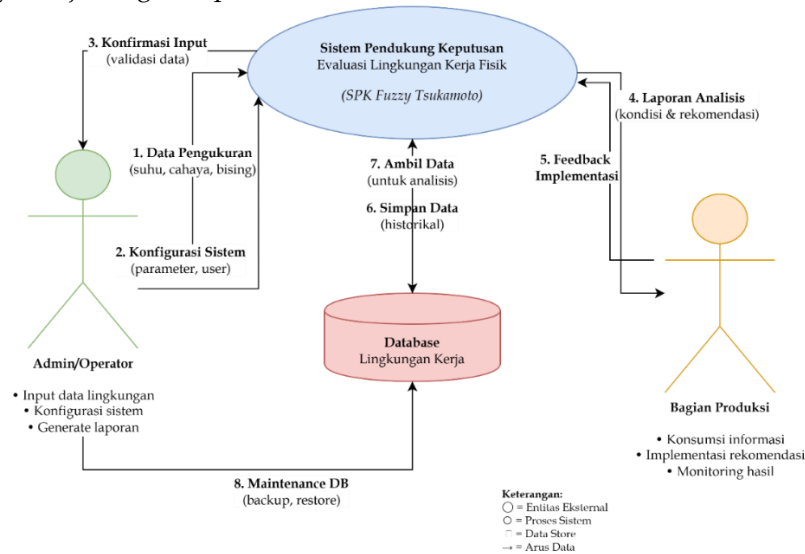 3. Konfirmasi Input
(validasi data)
Sistem Pendukung Keputusan
Evaluasi Lingkungan Kerja Fisik
(SPK Fuzzy Tsukamoto)
4. Laporan Analisis
(kondisi & rekomendasi)
1. Data Pengukuran
(suhu, cahaya, bising)
7. Ambil Data
(untuk analisis)
5. Feedback
Implementasi
6. Simpan Data
(historikal)
2. Konfigurasi Sistem
(parameter, user)
Database
Lingkungan Kerja
Admin/Operator
• Input data lingkungan
• Konfigurasi sistem
• Generate laporan
Bagian Produksi
• Konsumsi informasi
• Implementasi rekomendasi
• Monitoring hasil
8. Maintenance DB
(backup, restore)
Keterangan:
○ = Entitas Eksternal
○ = Proses Sistem
□ = Data Store
→ = Arus Data